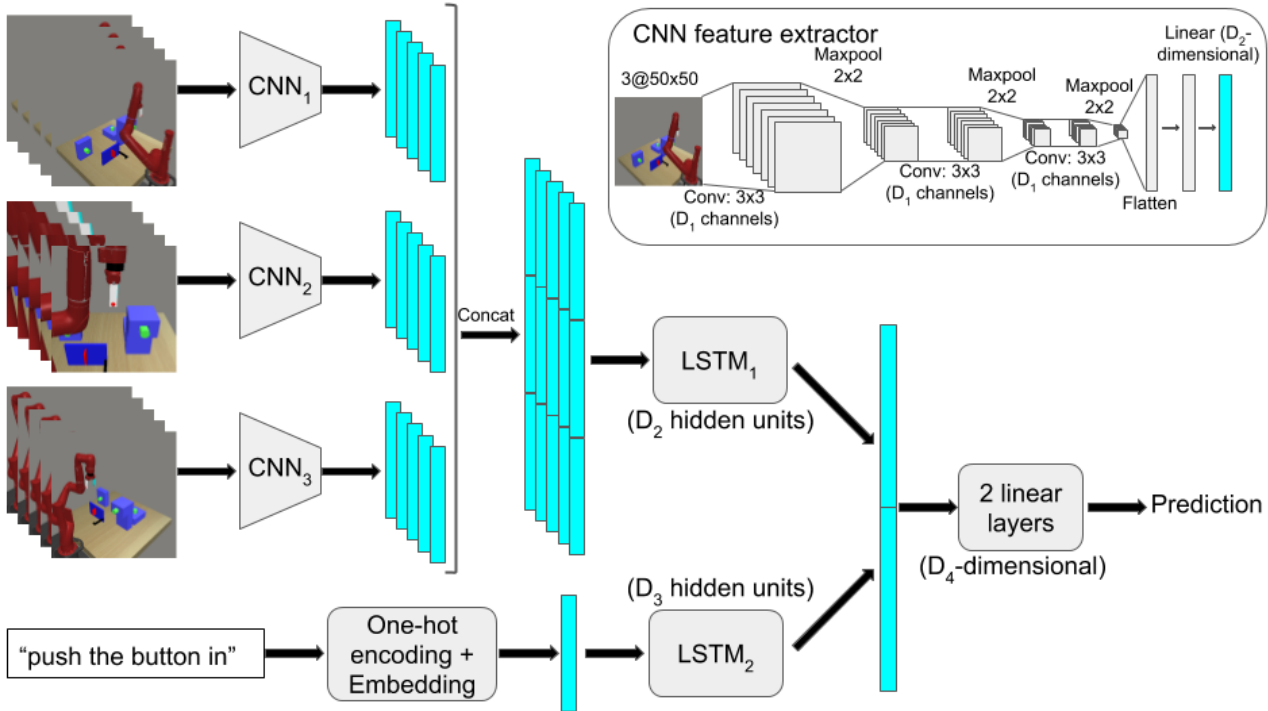 CNN₁
CNN₂
CNN₃
Concat
CNN feature extractor
3@50x50
Conv: 3x3
(D₁ channels)
Maxpool
2x2
Conv: 3x3
(D₁ channels)
Maxpool
2x2
Conv: 3x3
(D₁ channels)
Maxpool
2x2
Flatten
Linear (D₂-
dimensional)
LSTM₁
(D₂ hidden units)
“push the button in”
One-hot
encoding +
Embedding
(D₃ hidden units)
LSTM₂
2 linear
layers
(D₄-dimensional)
Prediction